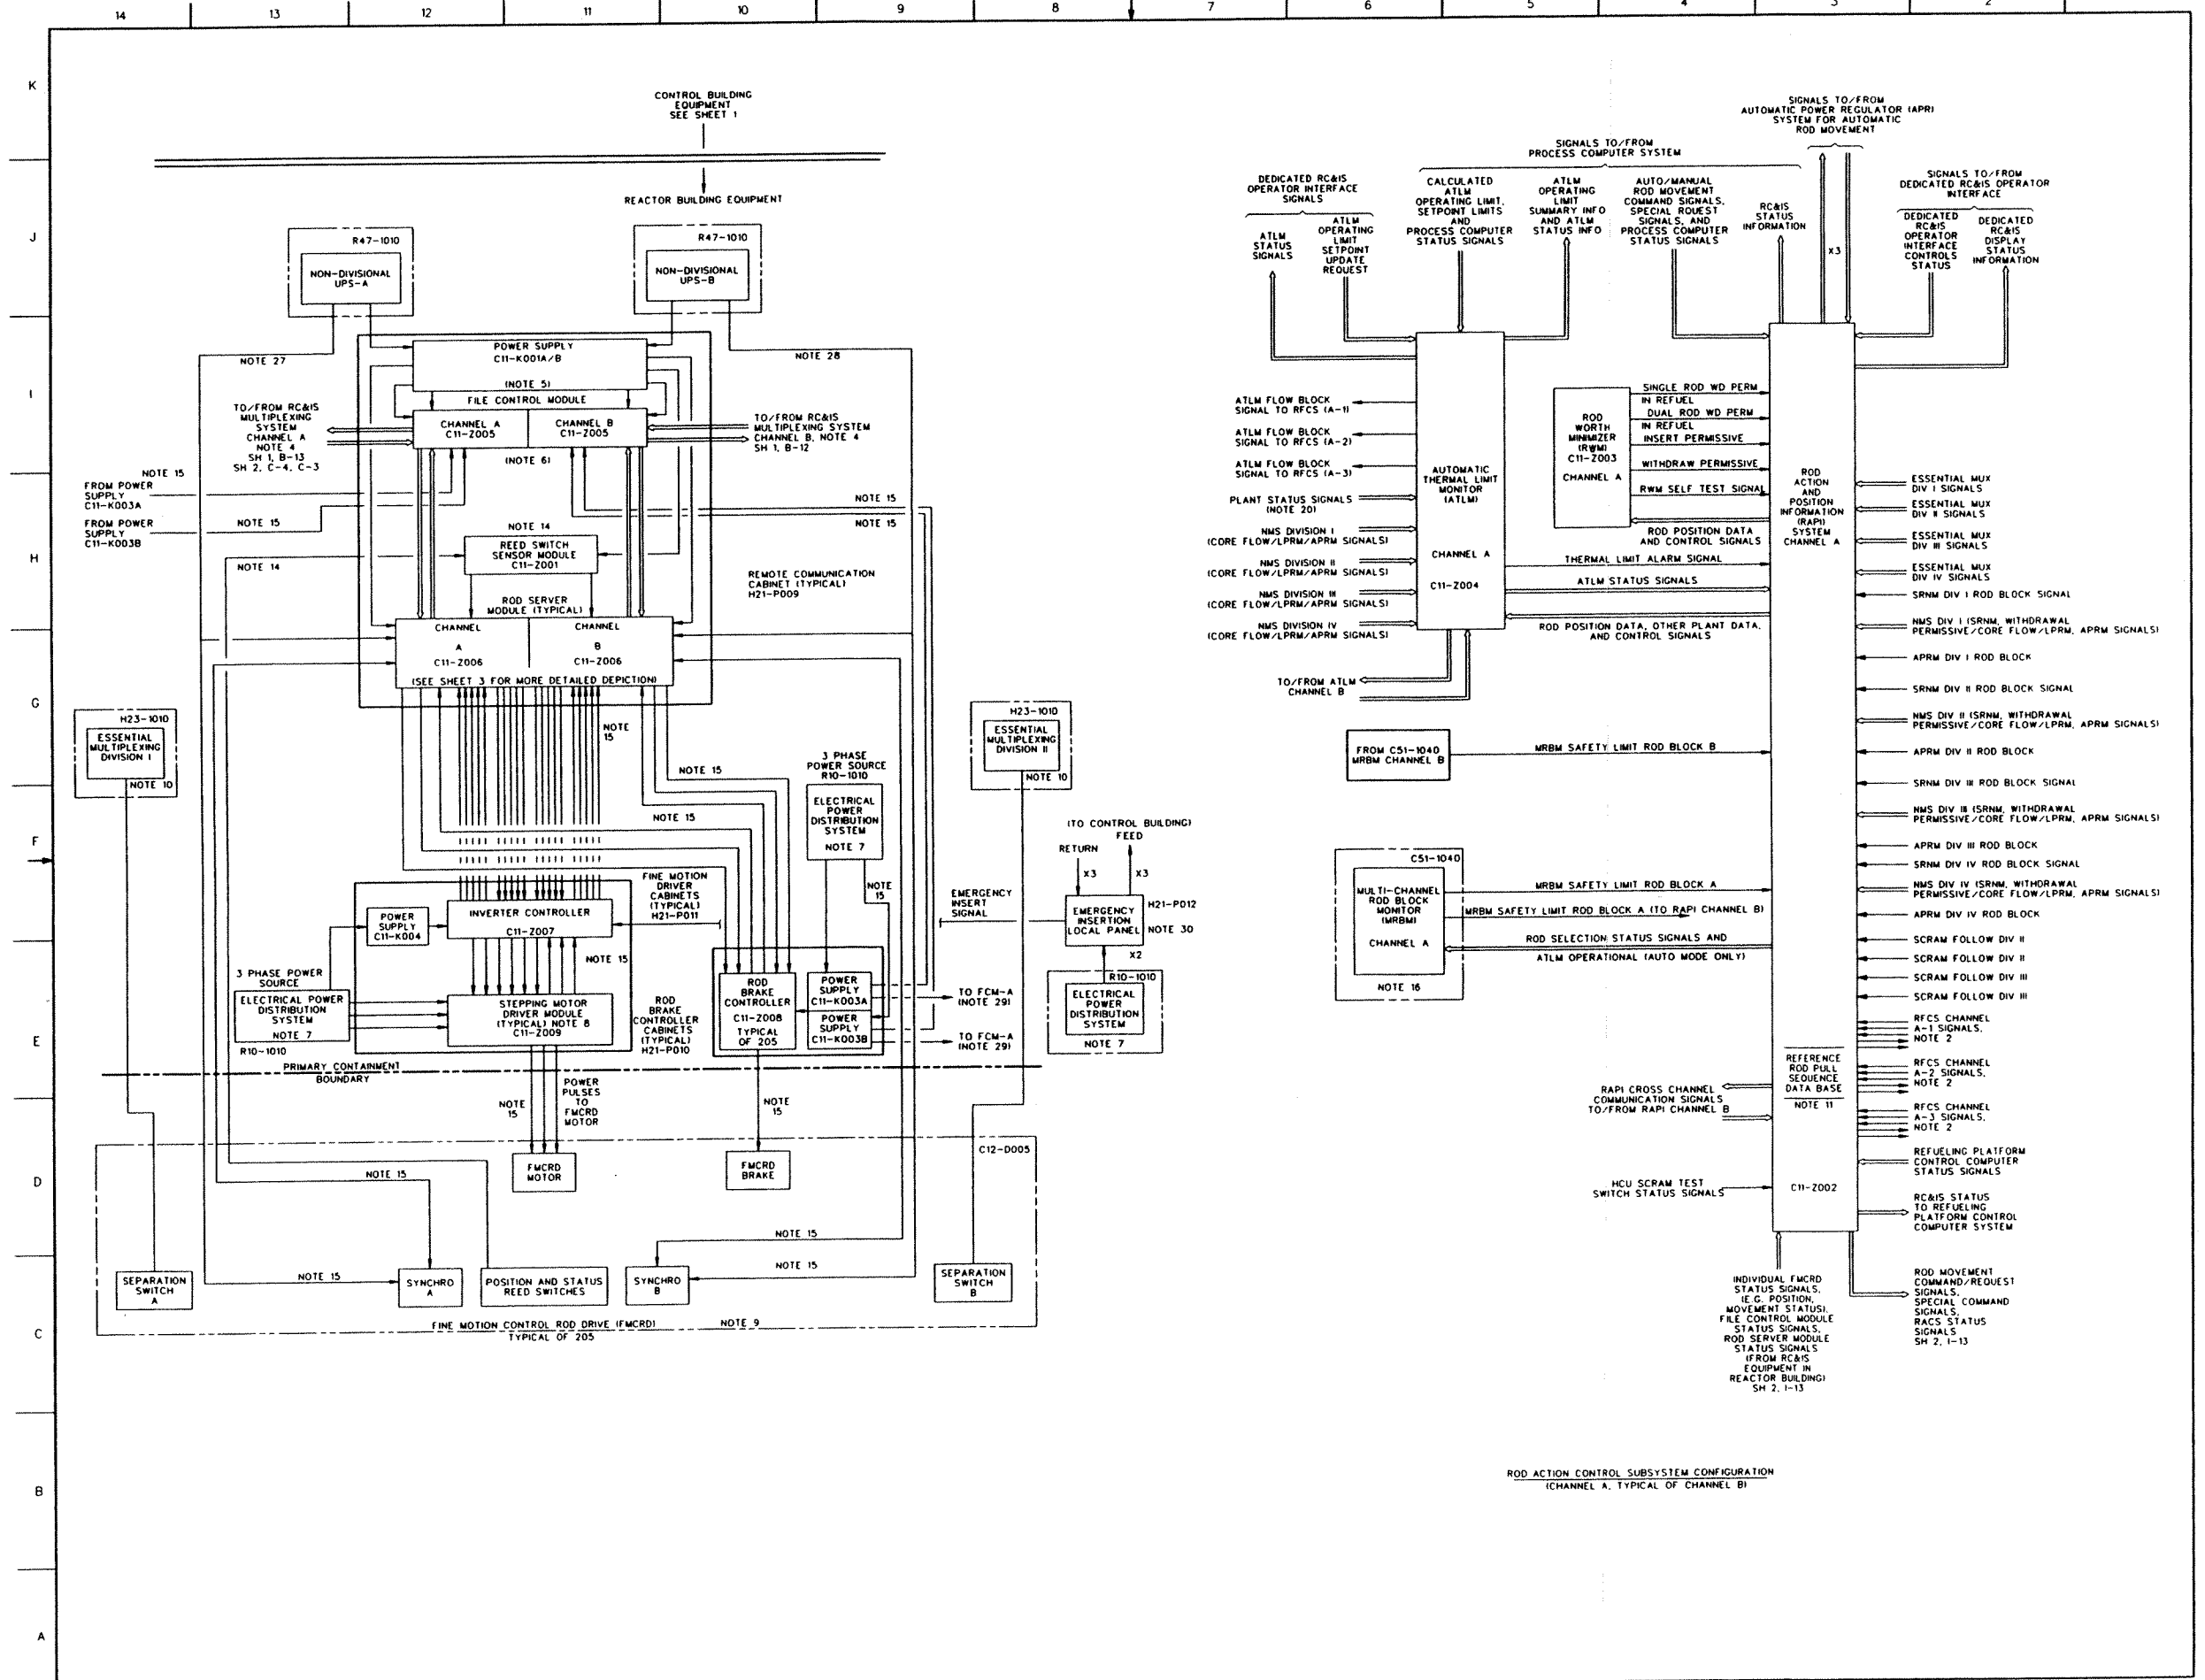 14 13 12 11 10 9 8 7 6 5 4 3 2
K
J
I
H
G
F
E
D
C
B
A
CONTROL BUILDING
EQUIPMENT
SEE SHEET 1
REACTOR BUILDING EQUIPMENT
R47-1010
NON-DIVISIONAL
UPS-A
R47-1010
NON-DIVISIONAL
UPS-B
NOTE 27
NOTE 28
POWER SUPPLY
C11-K001A/B
(NOTE 5)
FILE CONTROL MODULE
CHANNEL A
C11-Z005
CHANNEL B
C11-Z005
(NOTE 6)
TO/FROM RC&IS
MULTIPLEXING
SYSTEM
CHANNEL A
NOTE 4
SH 1, B-13
SH 2, C-4, C-3
TO/FROM RC&IS
MULTIPLEXING SYSTEM
CHANNEL B, NOTE 4
SH 1, B-12
NOTE 15
FROM POWER
SUPPLY
C11-K003A
FROM POWER
SUPPLY
C11-K003B
NOTE 15
NOTE 15
NOTE 15
NOTE 14
NOTE 14
REED SWITCH
SENSOR MODULE
C11-Z001
REMOTE COMMUNICATION
CABINET (TYPICAL)
H21-P009
ROD SERVER
MODULE (TYPICAL)
CHANNEL
A
C11-Z006
CHANNEL
B
C11-Z006
(SEE SHEET 3 FOR MORE DETAILED DEPICTION)
H23-1010
ESSENTIAL
MULTIPLEXING
DIVISION I
NOTE 10
NOTE
15
NOTE 15
NOTE 15
3 PHASE
POWER SOURCE
R10-1010
ELECTRICAL
POWER
DISTRIBUTION
SYSTEM
NOTE 7
NOTE
15
H23-1010
ESSENTIAL
MULTIPLEXING
DIVISION II
NOTE 10
(TO CONTROL BUILDING)
FEED
RETURN
X3
X3
EMERGENCY
INSERT
SIGNAL
EMERGENCY
INSERTION
LOCAL PANEL
H21-P012
NOTE 30
X2
R10-1010
ELECTRICAL
POWER
DISTRIBUTION
SYSTEM
NOTE 7
FINE MOTION
DRIVER
CABINETS
(TYPICAL)
H21-P011
POWER
SUPPLY
C11-K004
INVERTER CONTROLLER
C11-Z007
NOTE 15
3 PHASE POWER
SOURCE
ELECTRICAL POWER
DISTRIBUTION
SYSTEM
NOTE 7
R10-1010
STEPPING MOTOR
DRIVER MODULE
(TYPICAL) NOTE 8
C11-Z009
ROD
BRAKE
CONTROLLER
CABINETS
(TYPICAL)
H21-P010
ROD
BRAKE
CONTROLLER
C11-Z008
TYPICAL
OF 205
POWER
SUPPLY
C11-K003A
POWER
SUPPLY
C11-K003B
TO FCM-A
(NOTE 29)
TO FCM-A
(NOTE 29)
PRIMARY CONTAINMENT
BOUNDARY
NOTE
15
POWER
PULSES
TO
FMCRD
MOTOR
NOTE
15
C12-D005
FMCRD
MOTOR
FMCRD
BRAKE
NOTE 15
NOTE 15
NOTE 15
NOTE 15
SEPARATION
SWITCH
A
SYNCHRO
A
POSITION AND STATUS
REED SWITCHES
SYNCHRO
B
SEPARATION
SWITCH
B
FINE MOTION CONTROL ROD DRIVE (FMCRD) NOTE 9
TYPICAL OF 205
SIGNALS TO/FROM
AUTOMATIC POWER REGULATOR (APR)
SYSTEM FOR AUTOMATIC
ROD MOVEMENT
SIGNALS TO/FROM
PROCESS COMPUTER SYSTEM
DEDICATED RC&IS
OPERATOR INTERFACE
SIGNALS
ATLM
STATUS
SIGNALS
ATLM
OPERATING
LIMIT
SETPOINT
UPDATE
REQUEST
CALCULATED
ATLM
OPERATING LIMIT,
SETPOINT LIMITS
AND
PROCESS COMPUTER
STATUS SIGNALS
ATLM
OPERATING
LIMIT
SUMMARY INFO
AND ATLM
STATUS INFO
AUTO/MANUAL
ROD MOVEMENT
COMMAND SIGNALS,
SPECIAL ROUEST
SIGNALS, AND
PROCESS COMPUTER
STATUS SIGNALS
RC&IS
STATUS
INFORMATION
X3
SIGNALS TO/FROM
DEDICATED RC&IS OPERATOR
INTERFACE
DEDICATED
RC&IS
OPERATOR
INTERFACE
CONTROLS
STATUS
DEDICATED
RC&IS
DISPLAY
STATUS
INFORMATION
ATLM FLOW BLOCK
SIGNAL TO RFCS (A-1)
ATLM FLOW BLOCK
SIGNAL TO RFCS (A-2)
ATLM FLOW BLOCK
SIGNAL TO RFCS (A-3)
PLANT STATUS SIGNALS
(NOTE 20)
NMS DIVISION I
(CORE FLOW/LPRM/APRM SIGNALS)
NMS DIVISION II
(CORE FLOW/LPRM/APRM SIGNALS)
NMS DIVISION III
(CORE FLOW/LPRM/APRM SIGNALS)
NMS DIVISION IV
(CORE FLOW/LPRM/APRM SIGNALS)
AUTOMATIC
THERMAL LIMIT
MONITOR
(ATLM)
CHANNEL A
C11-Z004
TO/FROM ATLM
CHANNEL B
ROD
WORTH
MINIMIZER
(RWM)
C11-Z003
CHANNEL A
SINGLE ROD WD PERM
IN REFUEL
DUAL ROD WD PERM
IN REFUEL
INSERT PERMISSIVE
WITHDRAW PERMISSIVE
RWM SELF TEST SIGNAL
ROD POSITION DATA
AND CONTROL SIGNALS
THERMAL LIMIT ALARM SIGNAL
ATLM STATUS SIGNALS
ROD POSITION DATA, OTHER PLANT DATA,
AND CONTROL SIGNALS
FROM C51-1040
MRBM CHANNEL B
MRBM SAFETY LIMIT ROD BLOCK B
C51-1040
MULTI-CHANNEL
ROD BLOCK
MONITOR
(MRBM)
CHANNEL A
NOTE 16
MRBM SAFETY LIMIT ROD BLOCK A
MRBM SAFETY LIMIT ROD BLOCK A (TO RAPI CHANNEL B)
ROD SELECTION STATUS SIGNALS AND
ATLM OPERATIONAL (AUTO MODE ONLY)
RAPI CROSS CHANNEL
COMMUNICATION SIGNALS
TO/FROM RAPI CHANNEL B
HCU SCRAM TEST
SWITCH STATUS SIGNALS
ROD
ACTION
AND
POSITION
INFORMATION
(RAPI)
SYSTEM
CHANNEL A
REFERENCE
ROD PULL
SEQUENCE
DATA BASE
NOTE 11
C11-Z002
ESSENTIAL MUX
DIV I SIGNALS
ESSENTIAL MUX
DIV II SIGNALS
ESSENTIAL MUX
DIV III SIGNALS
ESSENTIAL MUX
DIV IV SIGNALS
SRNM DIV I ROD BLOCK SIGNAL
NMS DIV I (SRNM, WITHDRAWAL
PERMISSIVE/CORE FLOW/LPRM, APRM SIGNALS)
APRM DIV I ROD BLOCK
SRNM DIV II ROD BLOCK SIGNAL
NMS DIV II (SRNM, WITHDRAWAL
PERMISSIVE/CORE FLOW/LPRM, APRM SIGNALS)
APRM DIV II ROD BLOCK
SRNM DIV III ROD BLOCK SIGNAL
NMS DIV III (SRNM, WITHDRAWAL
PERMISSIVE/CORE FLOW/LPRM, APRM SIGNALS)
APRM DIV III ROD BLOCK
SRNM DIV IV ROD BLOCK SIGNAL
NMS DIV IV (SRNM, WITHDRAWAL
PERMISSIVE/CORE FLOW/LPRM, APRM SIGNALS)
APRM DIV IV ROD BLOCK
SCRAM FOLLOW DIV II
SCRAM FOLLOW DIV II
SCRAM FOLLOW DIV III
SCRAM FOLLOW DIV III
RFCS CHANNEL
A-1 SIGNALS,
NOTE 2
RFCS CHANNEL
A-2 SIGNALS,
NOTE 2
RFCS CHANNEL
A-3 SIGNALS,
NOTE 2
REFUELING PLATFORM
CONTROL COMPUTER
STATUS SIGNALS
RC&IS STATUS
TO REFUELING
PLATFORM CONTROL
COMPUTER SYSTEM
INDIVIDUAL FMCRD
STATUS SIGNALS,
(E.G. POSITION,
MOVEMENT STATUS),
FILE CONTROL MODULE
STATUS SIGNALS,
ROD SERVER MODULE
STATUS SIGNALS
(FROM RC&IS
EQUIPMENT IN
REACTOR BUILDING)
SH 2, I-13
ROD MOVEMENT
COMMAND/REQUEST
SIGNALS,
SPECIAL COMMAND
SIGNALS,
RACS STATUS
SIGNALS
SH 2, I-13
ROD ACTION CONTROL SUBSYSTEM CONFIGURATION
(CHANNEL A, TYPICAL OF CHANNEL B)